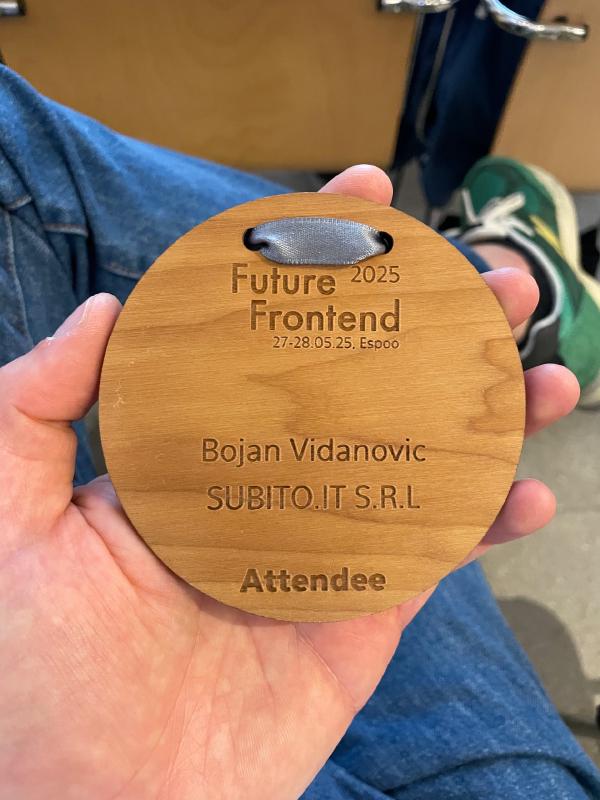 Future 2025
Frontend
27-28.05.25, Espoo
Bojan Vidanovic
SUBITO.IT S.R.L
Attendee